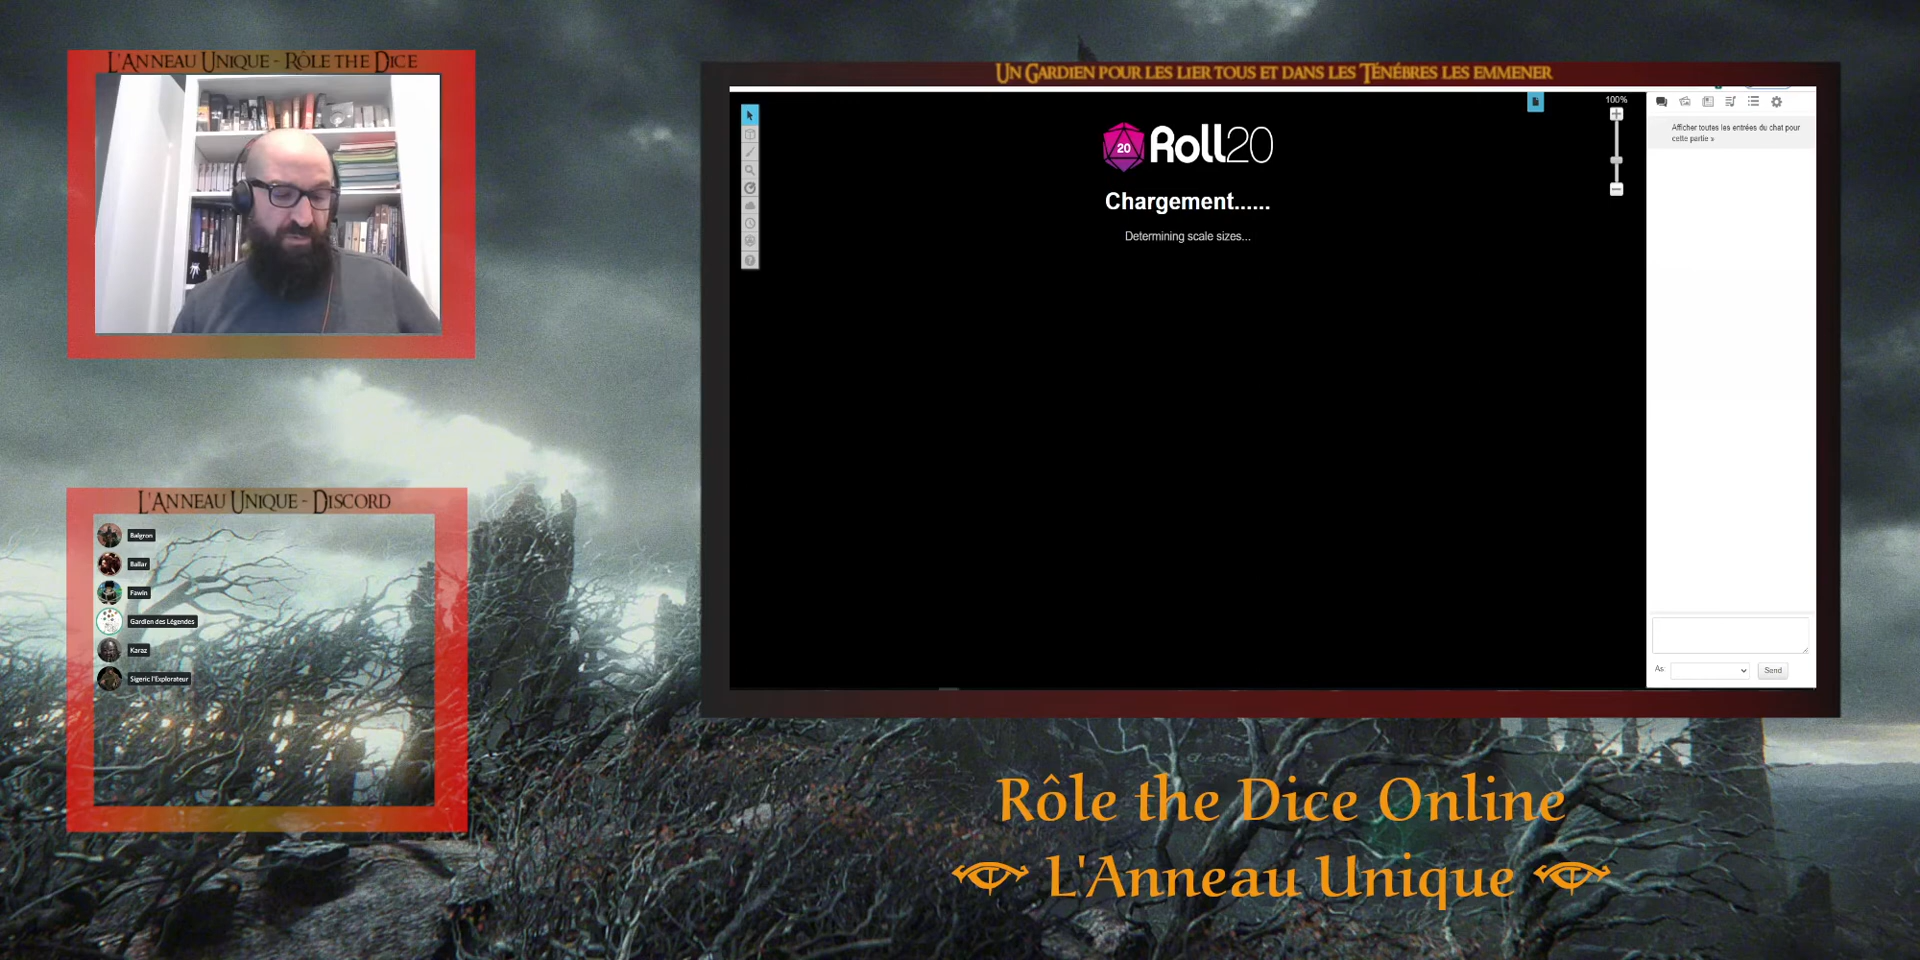 L'Anneau Unique - Rôle the Dice
Un Gardien pour les lier tous et dans les Ténébres les emmener
100%
20
Roll20
Chargement......
Determining scale sizes...
Afficher toutes les entrées du chat pour
cette partie »
As:
Send
L'Anneau Unique - Discord
Balgron
Ballar
Fawin
Gardien des Légendes
Karaz
Sigeric l'Explorateur
Rôle the Dice Online
L'Anneau Unique